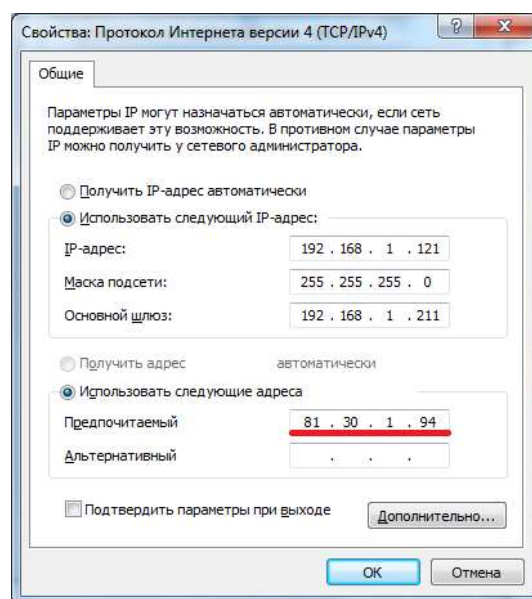 Свойства: Протокол Интернета версии 4 (TCP/IPv4)
Общие
Параметры IP могут назначаться автоматически, если сеть
поддерживает эту возможность. В противном случае параметры
IP можно получить у сетевого администратора.
Получить IP-адрес автоматически
Использовать следующий IP-адрес:
IP-адрес: 192 . 168 . 1 . 121
Маска подсети: 255 . 255 . 255 . 0
Основной шлюз: 192 . 168 . 1 . 211
Получить адрес автоматически
Использовать следующие адреса
Предпочитаемый 81 . 30 . 1 . 94
Альтернативный . . .
Подтвердить параметры при выходе
Дополнительно...
OK Отмена